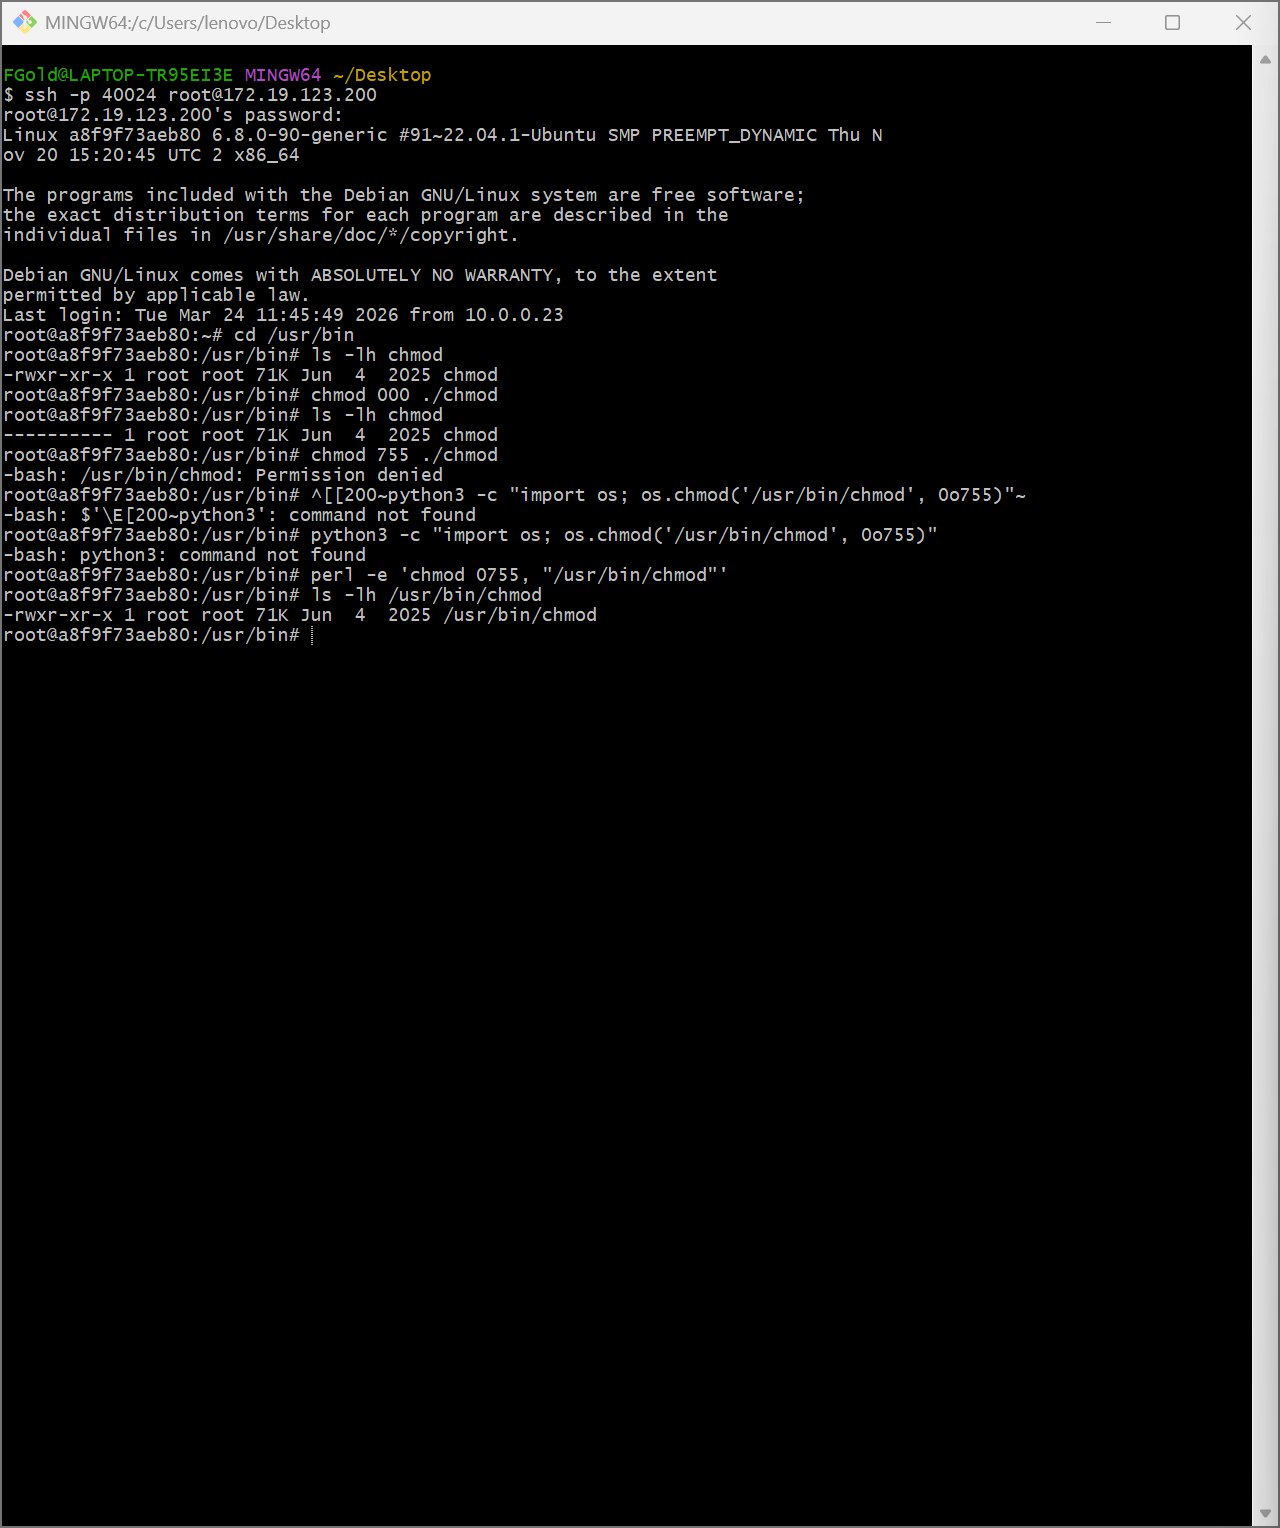 MINGW64:/c/Users/lenovo/Desktop
FGold@LAPTOP-TR95EI3E MINGW64 ~/Desktop
$ ssh -p 40024 root@172.19.123.200
root@172.19.123.200's password:
Linux a8f9f73aeb80 6.8.0-90-generic #91~22.04.1-Ubuntu SMP PREEMPT_DYNAMIC Thu N
ov 20 15:20:45 UTC 2 x86_64
The programs included with the Debian GNU/Linux system are free software;
the exact distribution terms for each program are described in the
individual files in /usr/share/doc/*/copyright.
Debian GNU/Linux comes with ABSOLUTELY NO WARRANTY, to the extent
permitted by applicable law.
Last login: Tue Mar 24 11:45:49 2026 from 10.0.0.23
root@a8f9f73aeb80:~# cd /usr/bin
root@a8f9f73aeb80:/usr/bin# ls -lh chmod
-rwxr-xr-x 1 root root 71K Jun  4  2025 chmod
root@a8f9f73aeb80:/usr/bin# chmod 000 ./chmod
root@a8f9f73aeb80:/usr/bin# ls -lh chmod
---------- 1 root root 71K Jun  4  2025 chmod
root@a8f9f73aeb80:/usr/bin# chmod 755 ./chmod
-bash: /usr/bin/chmod: Permission denied
root@a8f9f73aeb80:/usr/bin# ^[[200~python3 -c "import os; os.chmod('/usr/bin/chmod', 0o755)"~
-bash: $'\E[200~python3': command not found
root@a8f9f73aeb80:/usr/bin# python3 -c "import os; os.chmod('/usr/bin/chmod', 0o755)"
-bash: python3: command not found
root@a8f9f73aeb80:/usr/bin# perl -e 'chmod 0755, "/usr/bin/chmod"'
root@a8f9f73aeb80:/usr/bin# ls -lh /usr/bin/chmod
-rwxr-xr-x 1 root root 71K Jun  4  2025 /usr/bin/chmod
root@a8f9f73aeb80:/usr/bin#